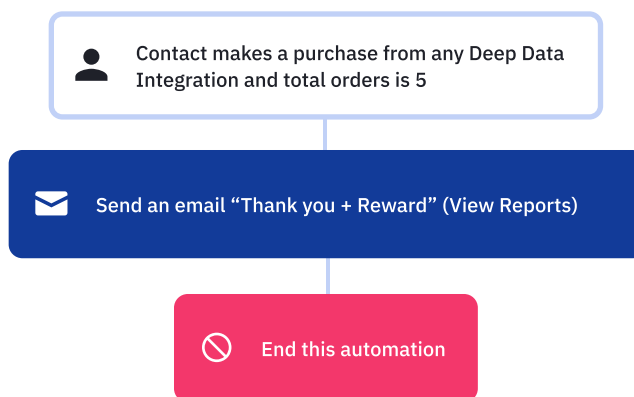 Contact makes a purchase from any Deep Data
Integration and total orders is 5
Send an email “Thank you + Reward” (View Reports)
End this automation